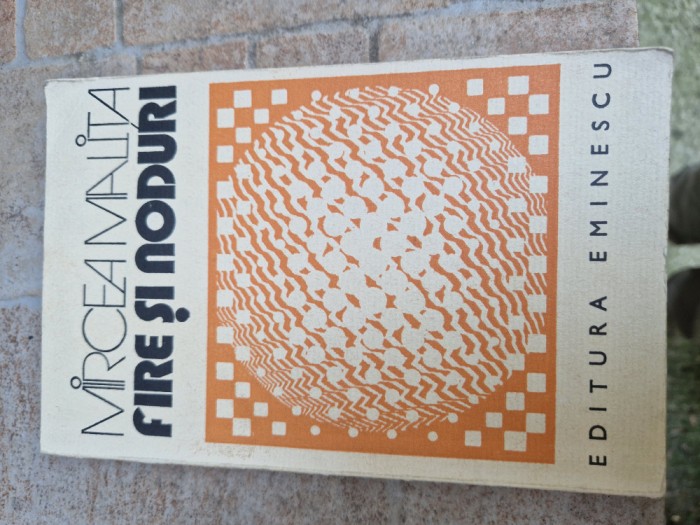 MIRCEA MALIȚA
FIRE ȘI NODURI
EDITURA EMINESCU